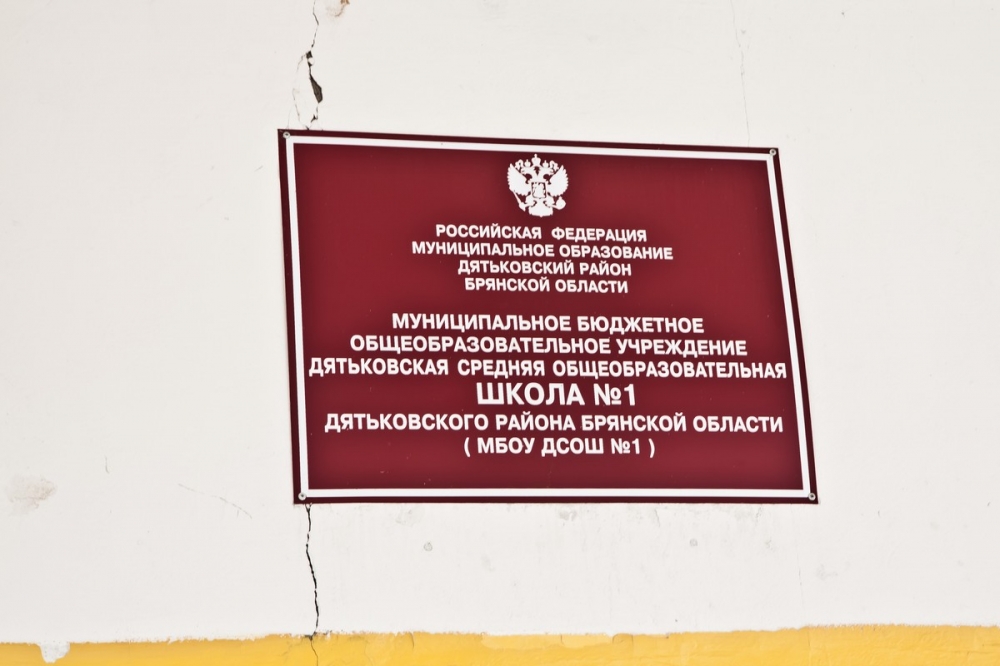 РОССИЙСКАЯ ФЕДЕРАЦИЯ
МУНИЦИПАЛЬНОЕ ОБРАЗОВАНИЕ
ДЯТЬКОВСКИЙ РАЙОН
БРЯНСКОЙ ОБЛАСТИ
МУНИЦИПАЛЬНОЕ БЮДЖЕТНОЕ
ОБЩЕОБРАЗОВАТЕЛЬНОЕ УЧРЕЖДЕНИЕ
ДЯТЬКОВСКАЯ СРЕДНЯЯ ОБЩЕОБРАЗОВАТЕЛЬНАЯ
ШКОЛА №1
ДЯТЬКОВСКОГО РАЙОНА БРЯНСКОЙ ОБЛАСТИ
( МБОУ ДСОШ №1 )